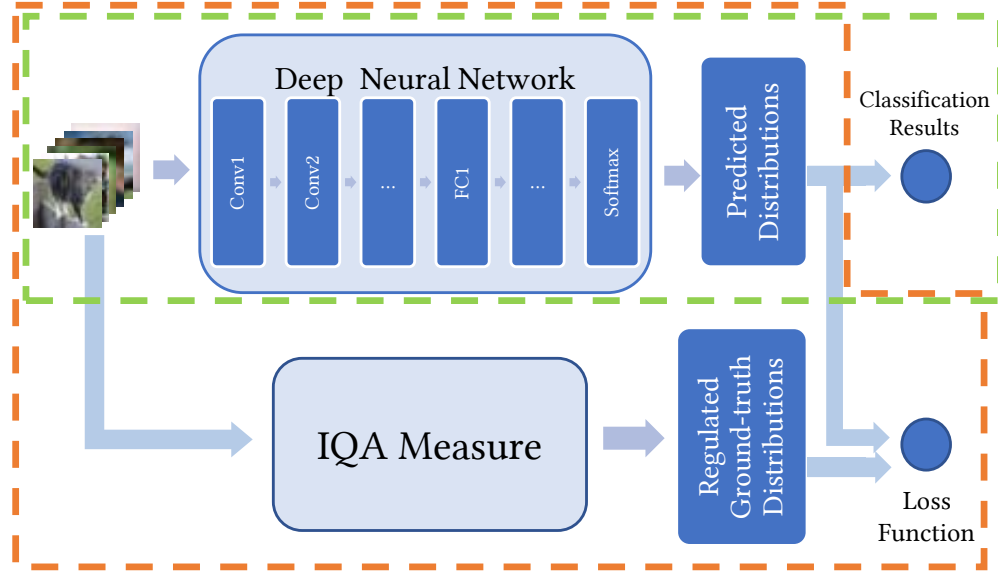 Deep Neural Network
Conv1
Conv2
...
FC1
...
Softmax
Predicted
Distributions
Classification
Results
IQA Measure
Regulated
Ground-truth
Distributions
Loss
Function